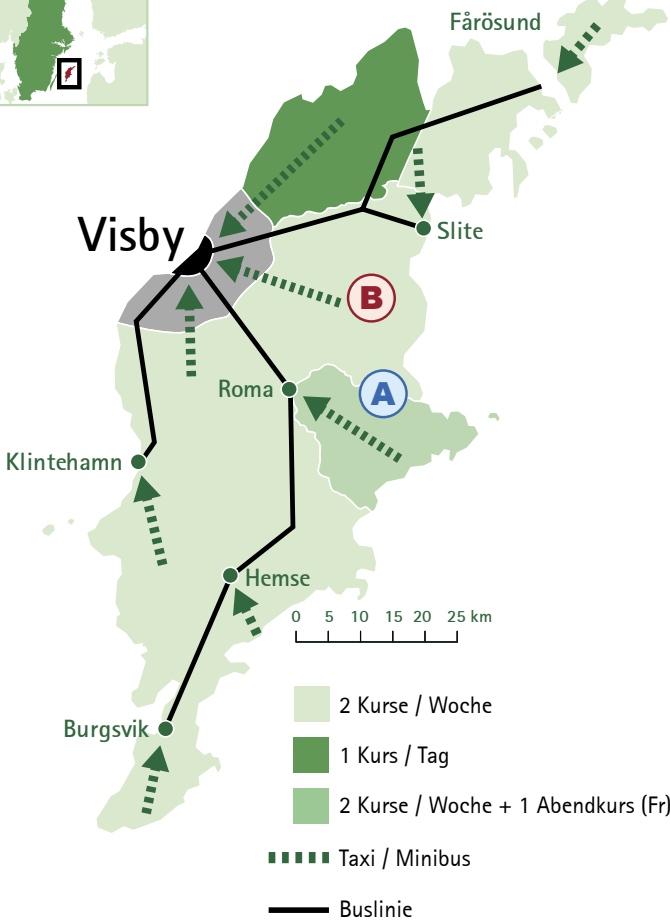 Fårösund
Visby
Slite
B
Roma
A
Klintehamn
Hemse
0 5 10 15 20 25 km
Burgsvik
2 Kurse / Woche
1 Kurs / Tag
2 Kurse / Woche + 1 Abendkurs (Fr)
Taxi / Minibus
Buslinie